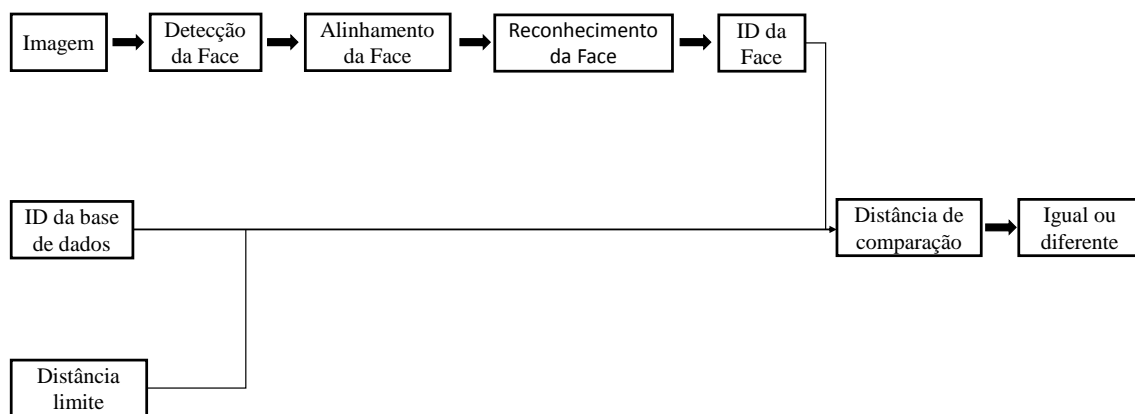 Imagem
Detecção
da Face
Alinhamento
da Face
Reconhecimento
da Face
ID da
Face
ID da base
de dados
Distância de
comparação
Igual ou
diferente
Distância
limite